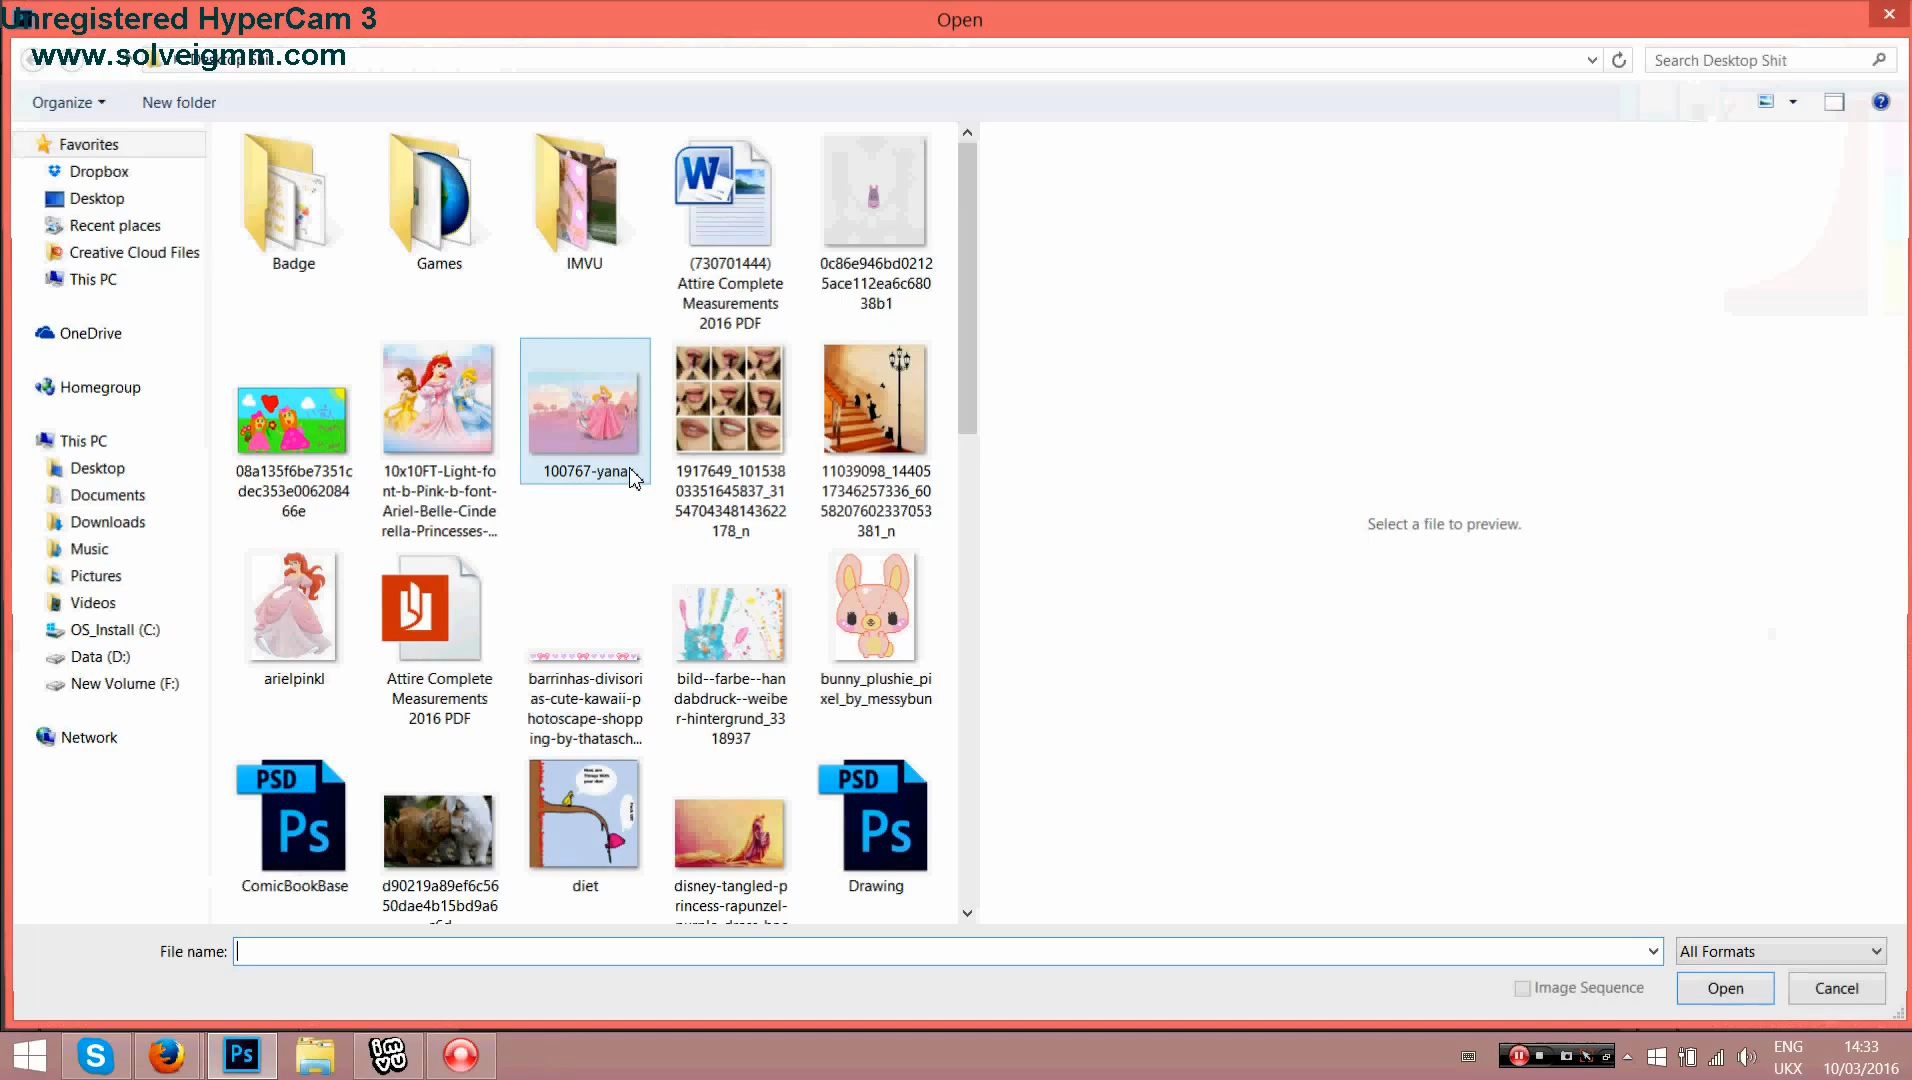 Unregistered HyperCam 3
Open
www.solveigmm.com
Desktop Shit
Search Desktop Shit
Organize
New folder
Favorites
Dropbox
Desktop
Recent places
Creative Cloud Files
This PC
OneDrive
Homegroup
This PC
Desktop
Documents
Downloads
Music
Pictures
Videos
OS_Install (C:)
Data (D:)
New Volume (F:)
Network
Badge
Games
IMVU
(730701444)
Attire Complete
Measurements
2016 PDF
0c86e946bd0212
5ace112ea6c680
38b1
08a135f6be7351c
dec353e0062084
66e
10x10FT-Light-fo
nt-b-Pink-b-font-
Ariel-Belle-Cinde
rella-Princesses-...
100767-yana
1917649_101538
03351645837_31
54704348143622
178_n
11039098_14405
17346257336_60
58207602337053
381_n
arielpinkl
Attire Complete
Measurements
2016 PDF
barrinhas-divisori
as-cute-kawaii-p
hotoscape-shopp
ing-by-thatasch...
bild--farbe--han
dabdruck--weibe
r-hintergrund_33
18937
bunny_plushie_pi
xel_by_messybun
PSD
Ps
ComicBookBase
d90219a89ef6c56
50dae4b15bd9a6
diet
disney-tangled-p
rincess-rapunzel-
PSD
Ps
Drawing
Select a file to preview.
File name:
All Formats
Image Sequence
Open
Cancel
Ps
ENG
UKX
14:33
10/03/2016